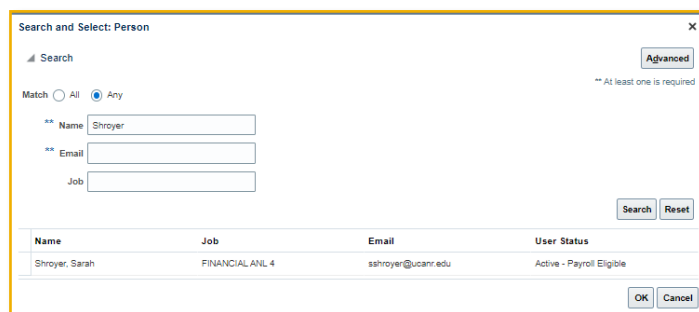 Search and Select: Person
Search
Advanced
** At least one is required
Match All Any
** Name Shroyer
** Email
Job
Search Reset
Name Job Email User Status
Shroyer, Sarah FINANCIAL ANL 4 sshroyer@ucanr.edu Active - Payroll Eligible
OK Cancel